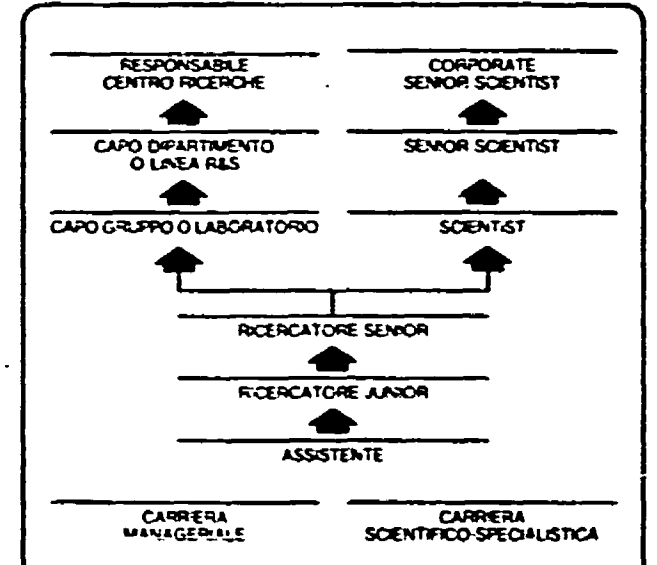 RESPONSABILE
CENTRO RICERCHE
CORPORATE
SENIOR SCIENTIST
CAPO DIPARTIMENTO
O LINEA R&S
SENIOR SCIENTIST
CAPO GRUPPO O LABORATORIO
SCIENTIST
RICERCATORE SENIOR
RICERCATORE JUNIOR
ASSISTENTE
CARRIERA
MANAGERIALE
CARRIERA
SCIENTIFICO-SPECIALISTICA